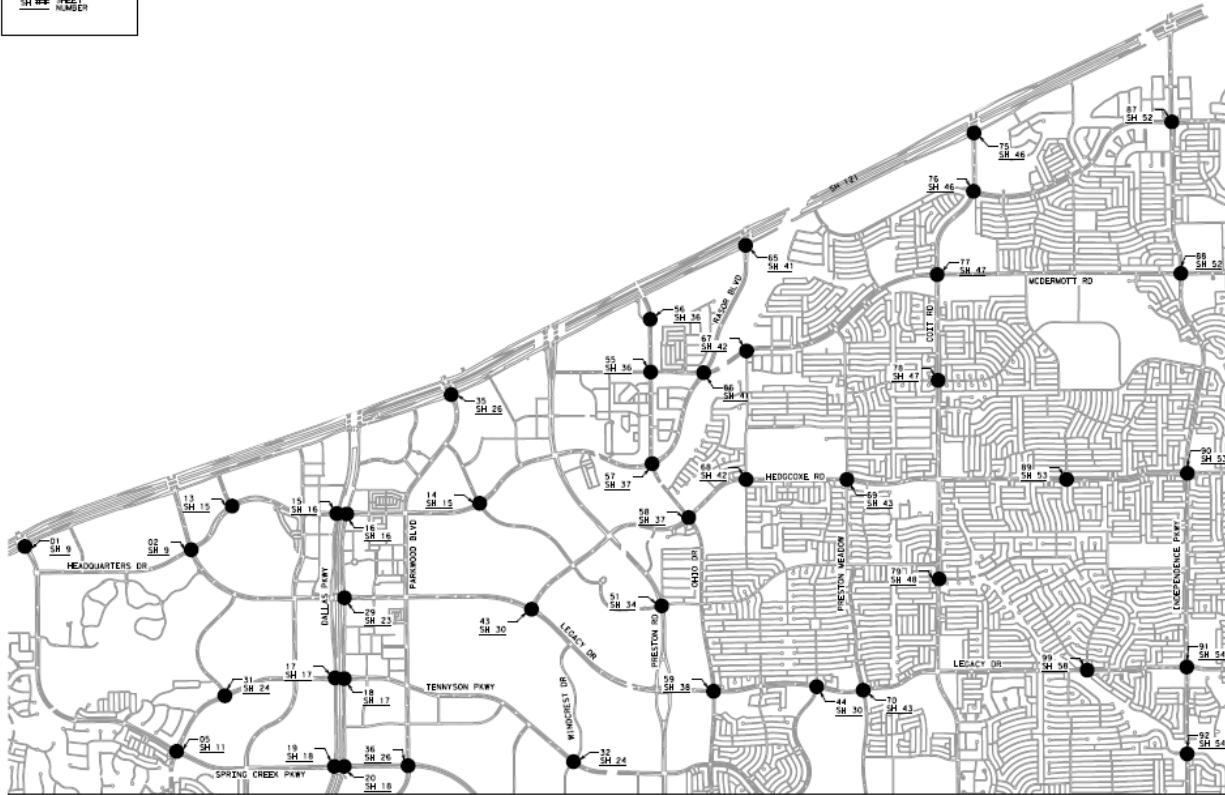 SH ## SHEET
NUMBER
87
SH 52
75
SH 46
SH 121
76
SH 46
65
SH 41
77
SH 47
88
SH 52
MCDERMOTT RD
RASOR BLVD
56
SH 36
COIT RD
67
SH 42
55
SH 36
78
SH 47
66
SH 41
35
SH 26
90
SH 53
68
SH 42
HEDGCOXE RD
89
SH 53
57
SH 37
69
SH 43
13
SH 15
15
SH 16
14
SH 15
16
SH 16
58
SH 37
01
SH 9
02
SH 9
PARKWOOD BLVD
HEADQUARTERS DR
OHIO DR
PRESTON MEADOW
INDEPENDENCE PKWY
DALLAS PKWY
79
SH 48
29
SH 23
51
SH 34
43
SH 30
LEGACY DR
PRESTON RD
91
SH 54
99
SH 58
LEGACY DR
17
SH 17
31
SH 24
18
SH 17
TENNYSON PKWY
59
SH 38
44
SH 30
70
SH 43
WINDCREST DR
05
SH 11
19
SH 18
36
SH 26
32
SH 24
92
SH 54
SPRING CREEK PKWY
20
SH 18